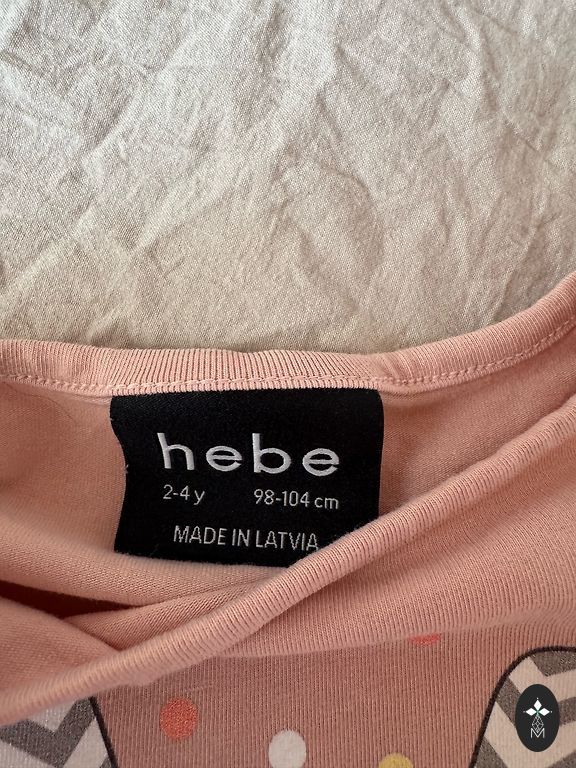 hebe
2-4 y 98-104 cm
MADE IN LATVIA